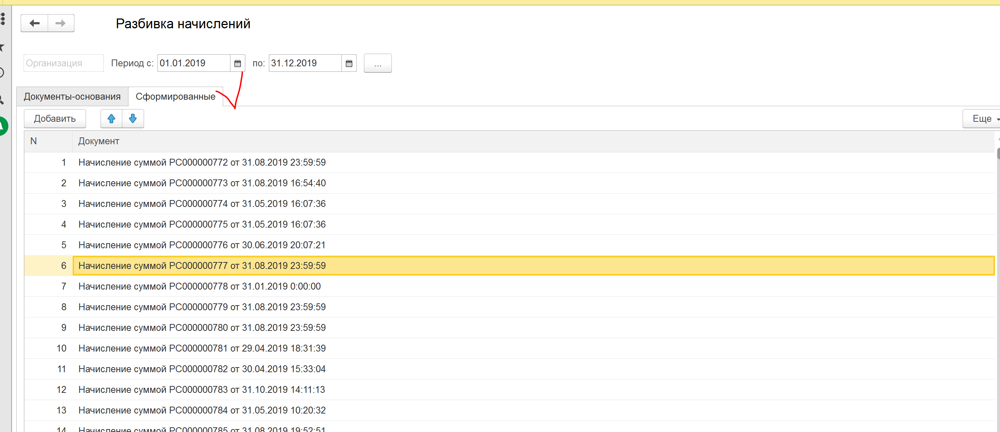 Разбивка начислений
Организация Период с: 01.01.2019 по: 31.12.2019 ...
Документы-основания Сформированные
Добавить Еще
N Документ
1 Начисление суммой РС000000772 от 31.08.2019 23:59:59
2 Начисление суммой РС000000773 от 31.08.2019 16:54:40
3 Начисление суммой РС000000774 от 31.05.2019 16:07:36
4 Начисление суммой РС000000775 от 31.05.2019 16:07:36
5 Начисление суммой РС000000776 от 30.06.2019 20:07:21
6 Начисление суммой РС000000777 от 31.08.2019 23:59:59
7 Начисление суммой РС000000778 от 31.01.2019 0:00:00
8 Начисление суммой РС000000779 от 31.08.2019 23:59:59
9 Начисление суммой РС000000780 от 31.08.2019 23:59:59
10 Начисление суммой РС000000781 от 29.04.2019 18:31:39
11 Начисление суммой РС000000782 от 30.04.2019 15:33:04
12 Начисление суммой РС000000783 от 31.10.2019 14:11:13
13 Начисление суммой РС000000784 от 31.05.2019 10:20:32
14 Начисление суммой РС000000785 от 31.08.2019 19:52:51